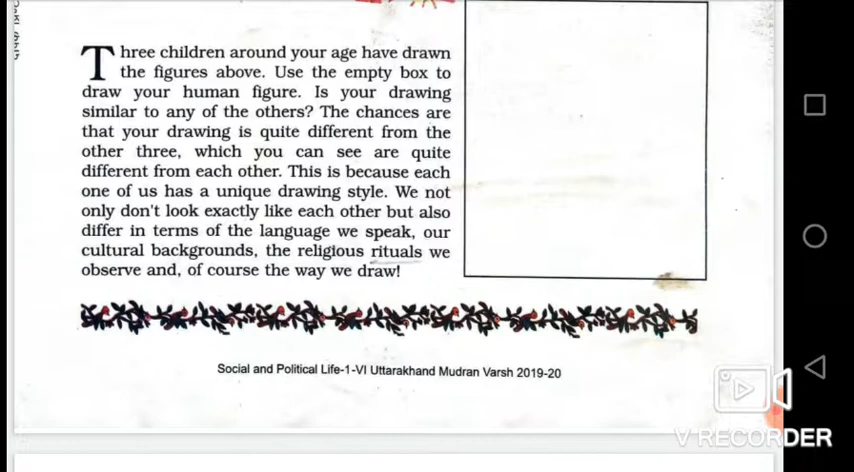 Three children around your age have drawn
the figures above. Use the empty box to
draw your human figure. Is your drawing
similar to any of the others? The chances are
that your drawing is quite different from the
other three, which you can see are quite
different from each other. This is because each
one of us has a unique drawing style. We not
only don't look exactly like each other but also
differ in terms of the language we speak, our
cultural backgrounds, the religious rituals we
observe and, of course the way we draw!
Social and Political Life-1-VI Uttarakhand Mudran Varsh 2019-20
V RECORDER